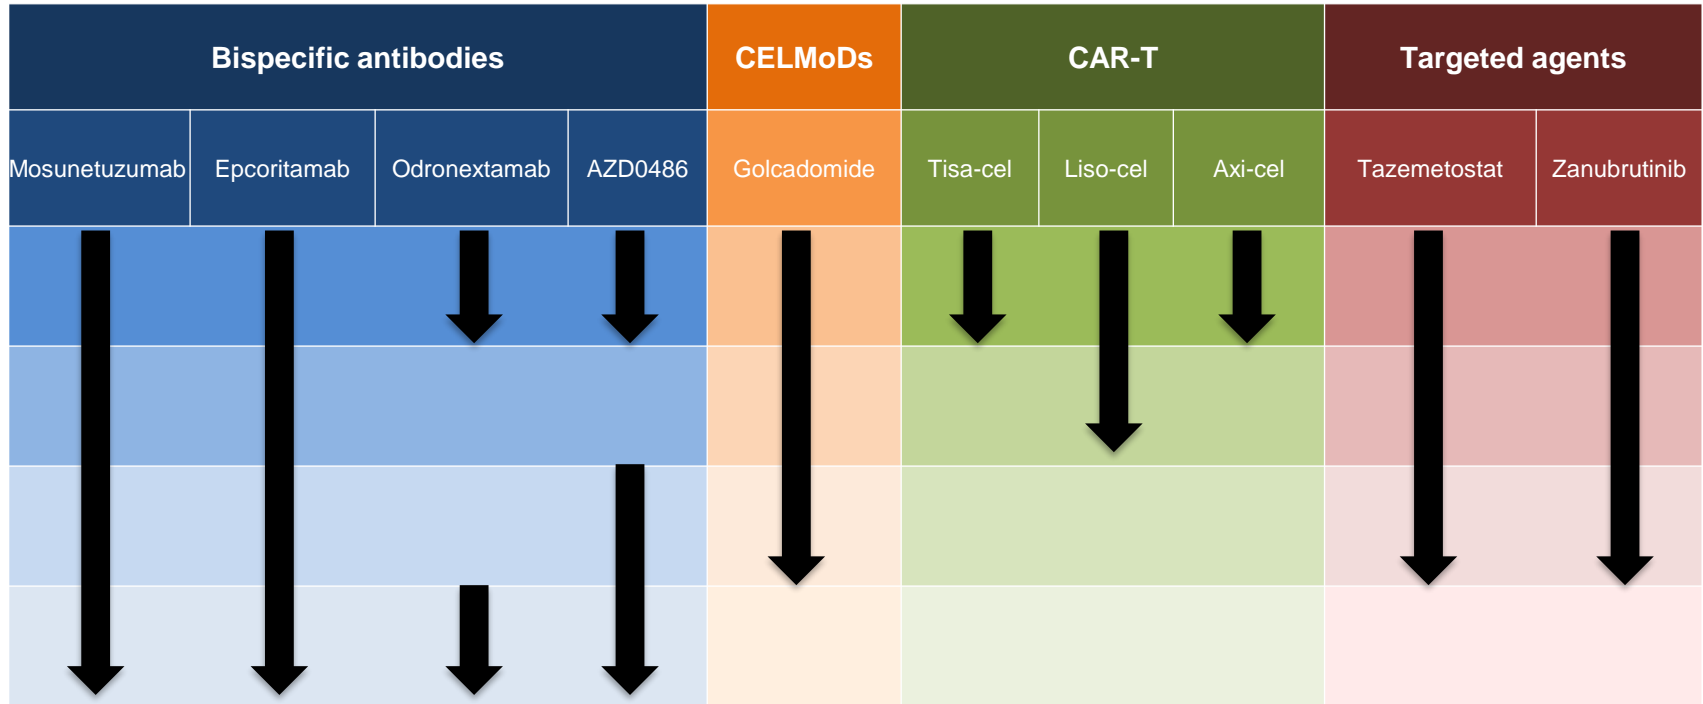 Bispecific antibodies
CELMoDs
CAR-T
Targeted agents
Mosunetuzumab
Epcoritamab
Odronextamab
AZD0486
Golcadomide
Tisa-cel
Liso-cel
Axi-cel
Tazemetostat
Zanubrutinib